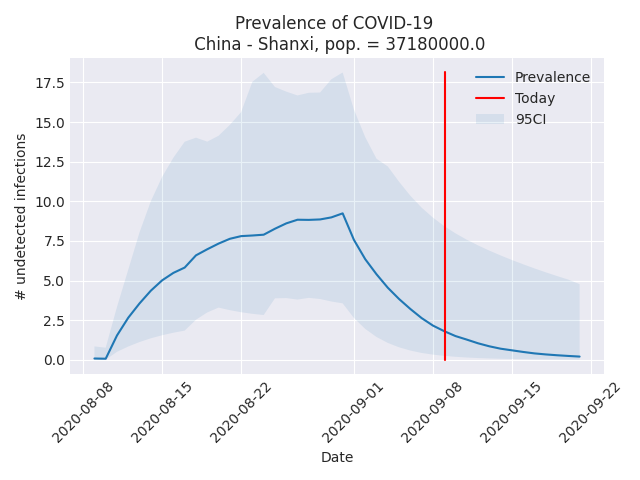 Prevalence of COVID-19
China - Shanxi, pop. = 37180000.0
17.5
15.0
12.5
10.0
7.5
5.0
2.5
0.0
# undetected infections
Prevalence
Today
95CI
2020-08-08
2020-08-15
2020-08-22
2020-09-01
2020-09-08
2020-09-15
2020-09-22
Date